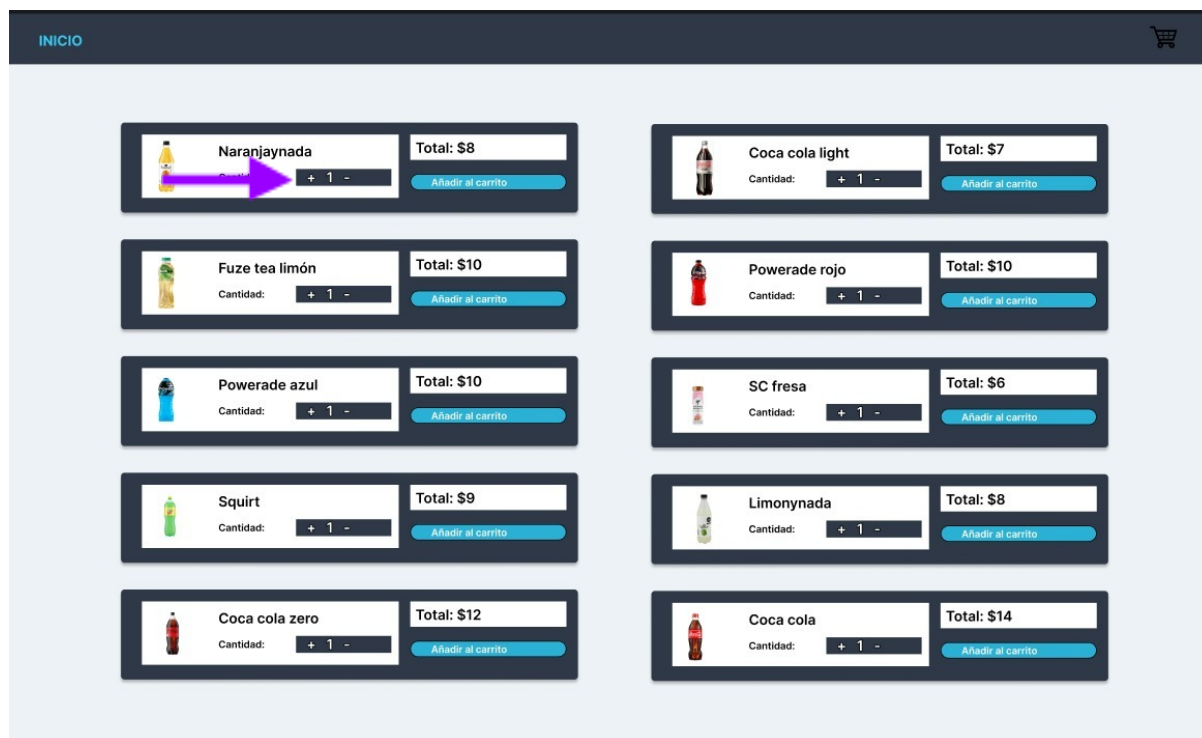 INICIO
Naranjaynada
Total: $8
+ 1 -
Añadir al carrito
Coca cola light
Total: $7
Cantidad: + 1 -
Añadir al carrito
Fuze tea limón
Total: $10
Cantidad: + 1 -
Añadir al carrito
Powerade rojo
Total: $10
Cantidad: + 1 -
Añadir al carrito
Powerade azul
Total: $10
Cantidad: + 1 -
Añadir al carrito
SC fresa
Total: $6
Cantidad: + 1 -
Añadir al carrito
Squirt
Total: $9
Cantidad: + 1 -
Añadir al carrito
Limonynada
Total: $8
Cantidad: + 1 -
Añadir al carrito
Coca cola zero
Total: $12
Cantidad: + 1 -
Añadir al carrito
Coca cola
Total: $14
Cantidad: + 1 -
Añadir al carrito